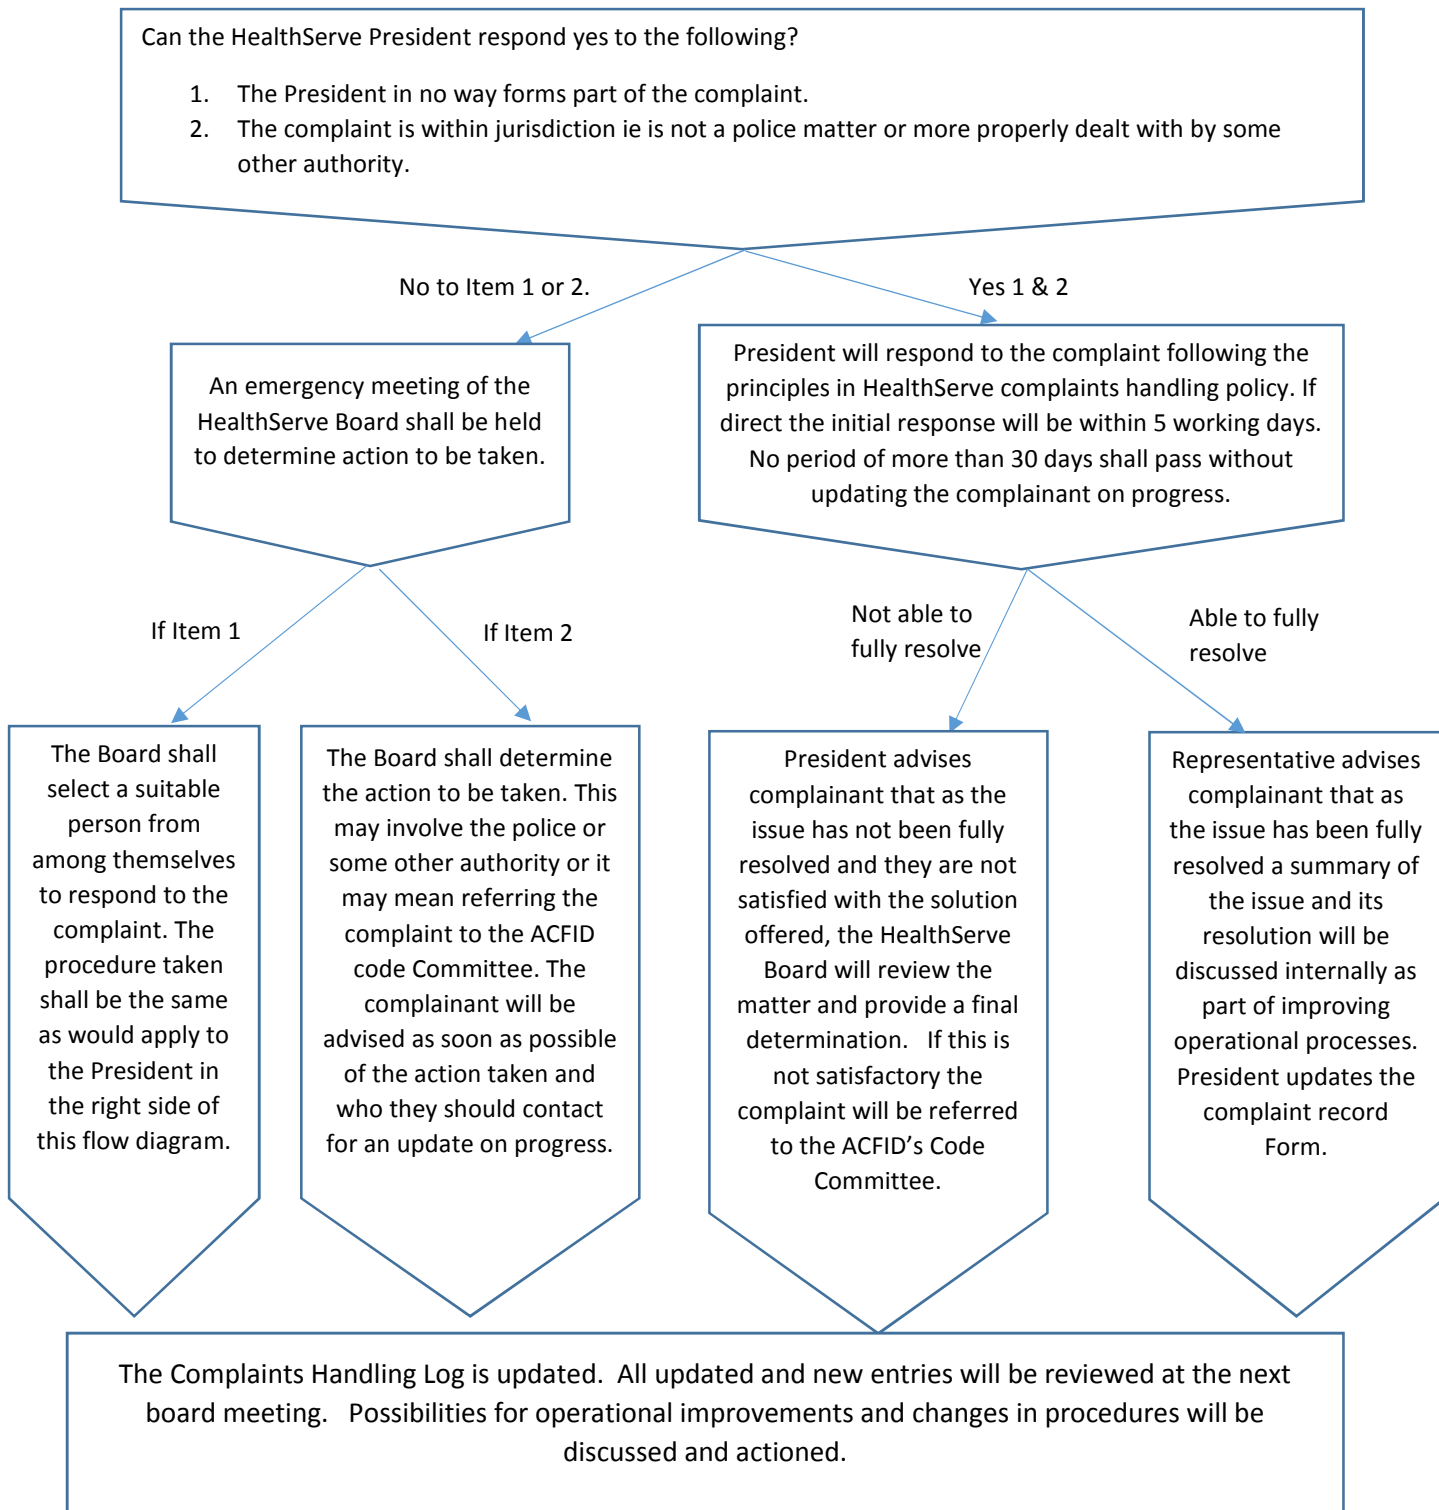 Can the HealthServe President respond yes to the following?
1. The President in no way forms part of the complaint.
2. The complaint is within jurisdiction ie is not a police matter or more properly dealt with by some
other authority.
No to Item 1 or 2.
Yes 1 & 2
An emergency meeting of the
HealthServe Board shall be held
to determine action to be taken.
President will respond to the complaint following the
principles in HealthServe complaints handling policy. If
direct the initial response will be within 5 working days.
No period of more than 30 days shall pass without
updating the complainant on progress.
If Item 1
If Item 2
Not able to
fully resolve
Able to fully
resolve
The Board shall
select a suitable
person from
among themselves
to respond to the
complaint. The
procedure taken
shall be the same
as would apply to
the President in
the right side of
this flow diagram.
The Board shall determine
the action to be taken. This
may involve the police or
some other authority or it
may mean referring the
complaint to the ACFID
code Committee. The
complainant will be
advised as soon as possible
of the action taken and
who they should contact
for an update on progress.
President advises
complainant that as the
issue has not been fully
resolved and they are not
satisfied with the solution
offered, the HealthServe
Board will review the
matter and provide a final
determination. If this is
not satisfactory the
complaint will be referred
to the ACFID’s Code
Committee.
Representative advises
complainant that as
the issue has been fully
resolved a summary of
the issue and its
resolution will be
discussed internally as
part of improving
operational processes.
President updates the
complaint record
Form.
The Complaints Handling Log is updated. All updated and new entries will be reviewed at the next
board meeting. Possibilities for operational improvements and changes in procedures will be
discussed and actioned.